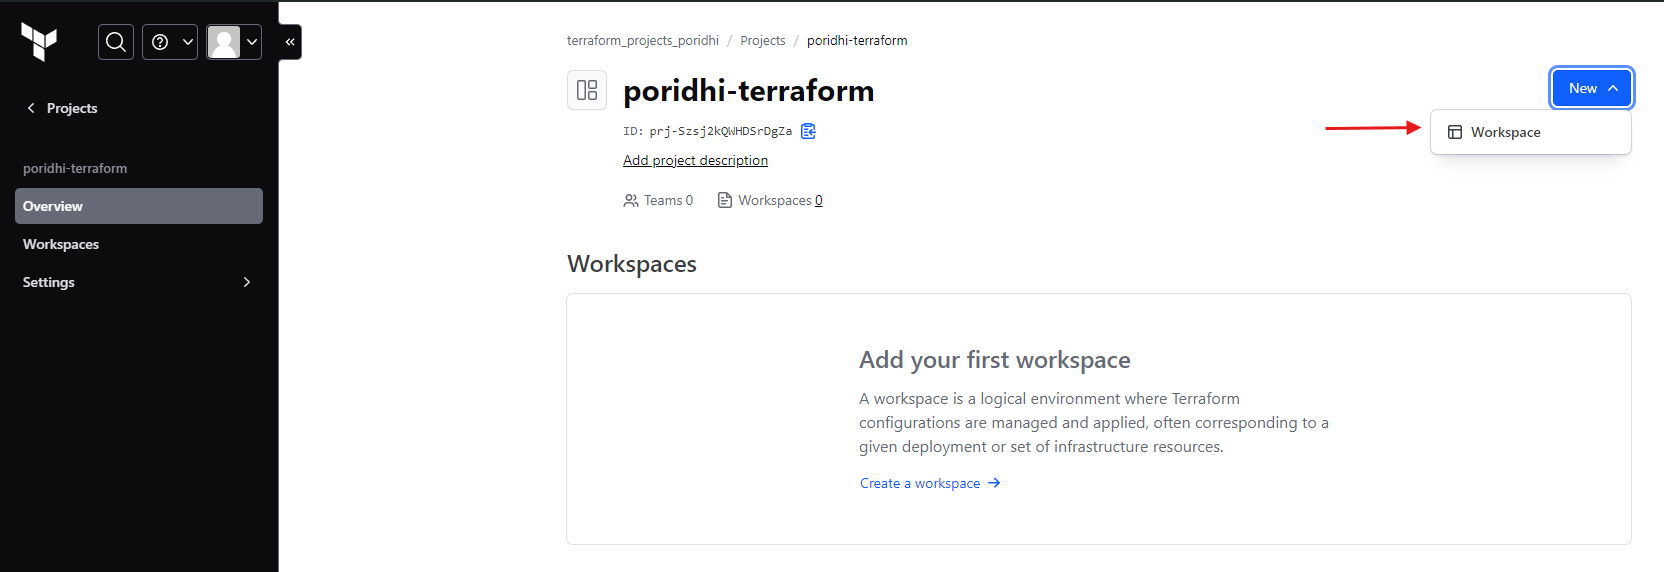 Projects
poridhi-terraform
Overview
Workspaces
Settings
terraform_projects_poridhi / Projects / poridhi-terraform
poridhi-terraform
New
Workspace
ID: prj-Szsj2kQWHDSrDgZa
Add project description
Teams 0 Workspaces 0
Workspaces
Add your first workspace
A workspace is a logical environment where Terraform
configurations are managed and applied, often corresponding to a
given deployment or set of infrastructure resources.
Create a workspace